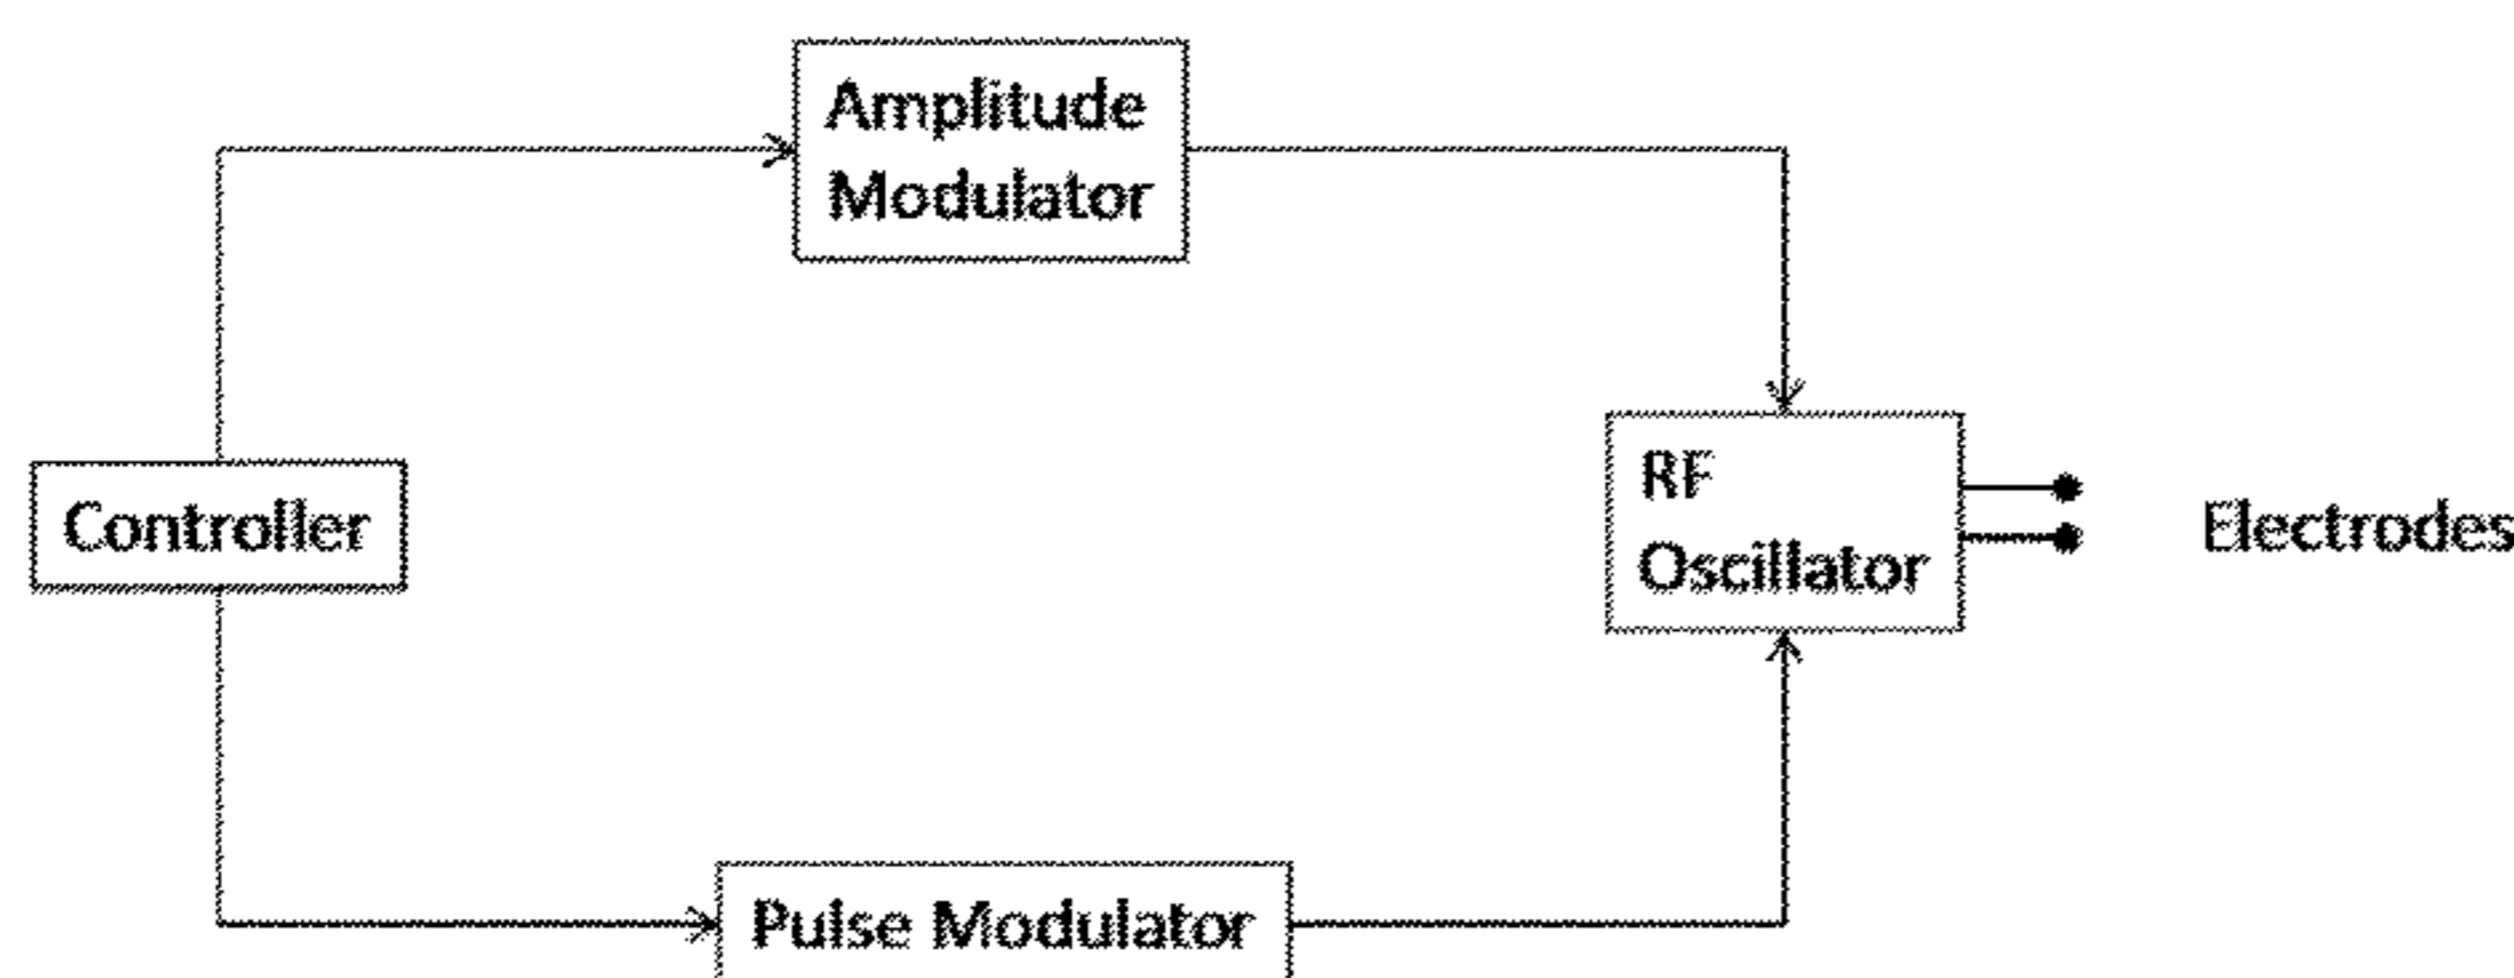 Amplitude
Modulator
Controller
RF
Oscillator
Electrodes
Pulse Modulator